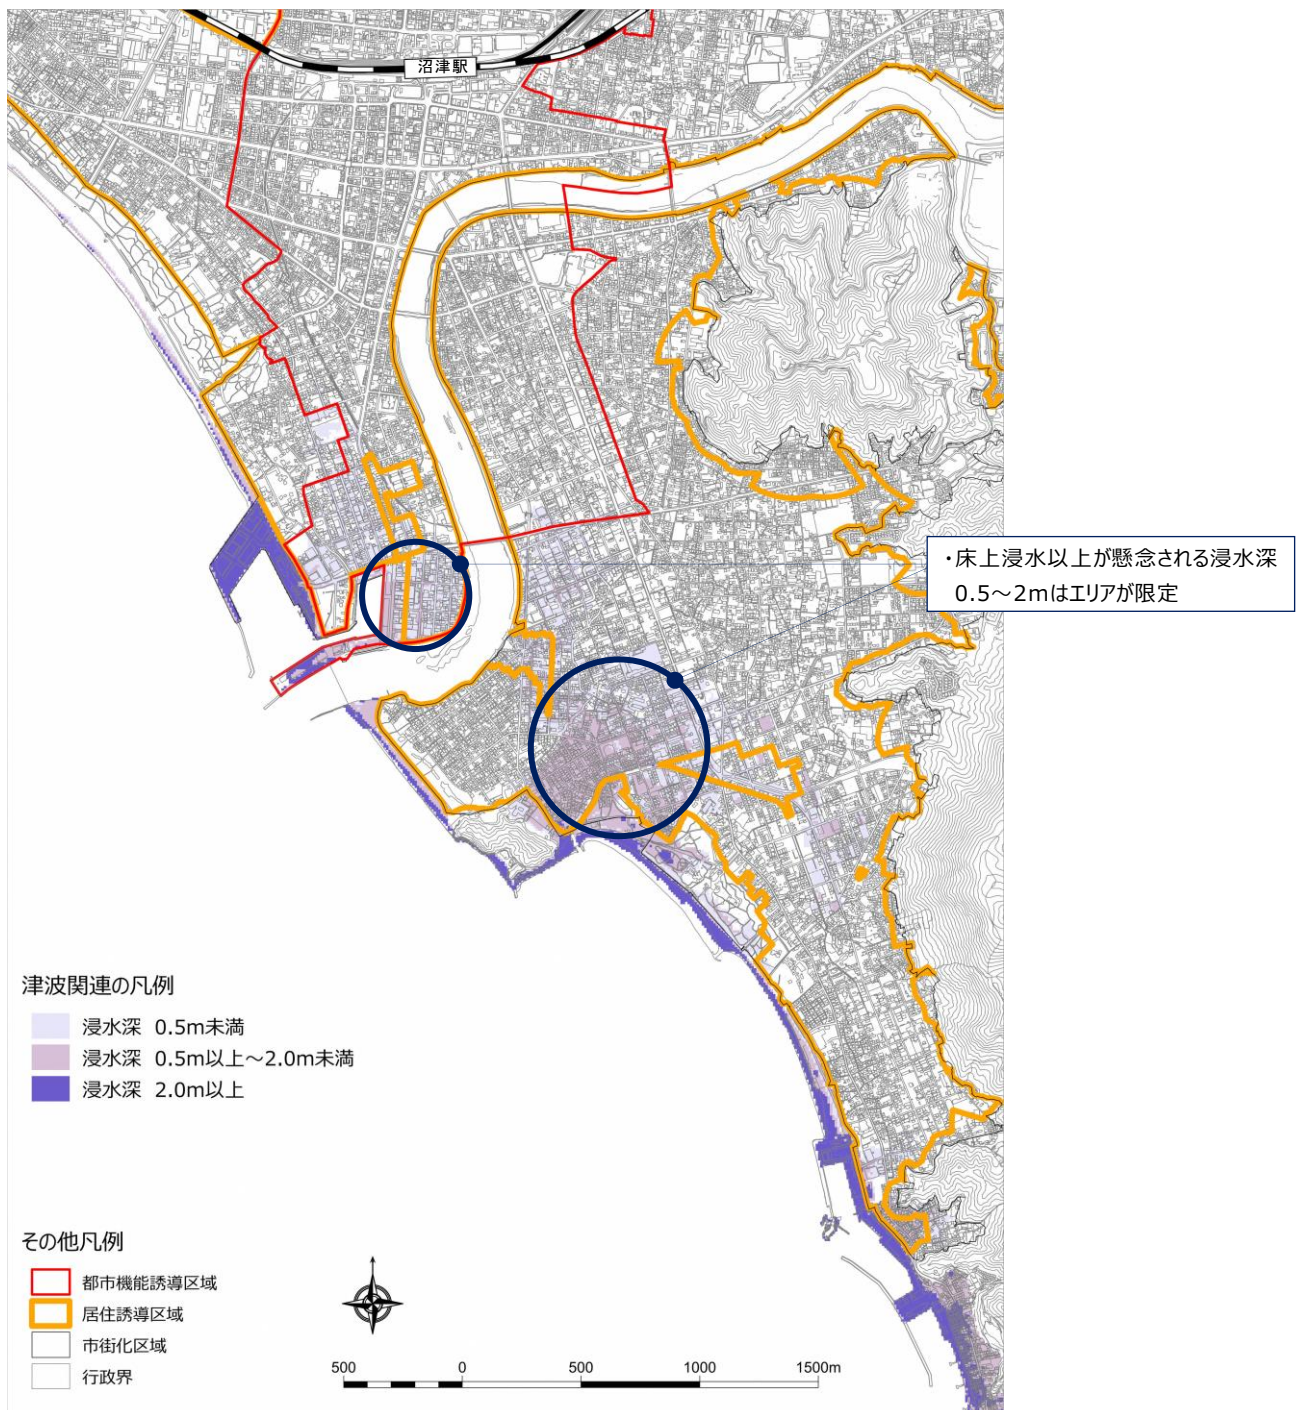 沼津駅
・床上浸水以上が懸念される浸水深
0.5～2mはエリアが限定
津波関連の凡例
浸水深 0.5m未満
浸水深 0.5m以上～2.0m未満
浸水深 2.0m以上
その他凡例
都市機能誘導区域
居住誘導区域
市街化区域
行政界
500 0 500 1000 1500m